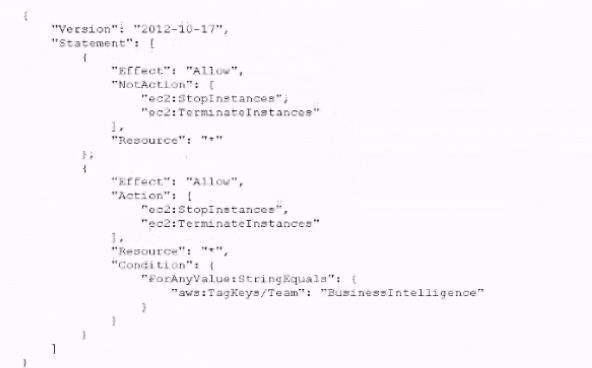 {
"Version": "2012-10-17",
"Statement": [
{
"Effect": "Allow",
"NotAction": [
"ec2:StopInstances",
"ec2:TerminateInstances"
],
"Resource": "*"
},
{
"Effect": "Allow",
"Action": [
"ec2:StopInstances",
"ec2:TerminateInstances"
],
"Resource": "*",
"Condition": {
"ForAnyValue:StringEquals": {
"aws:TagKeys/Team": "BusinessIntelligence"
}
}
}
]
}